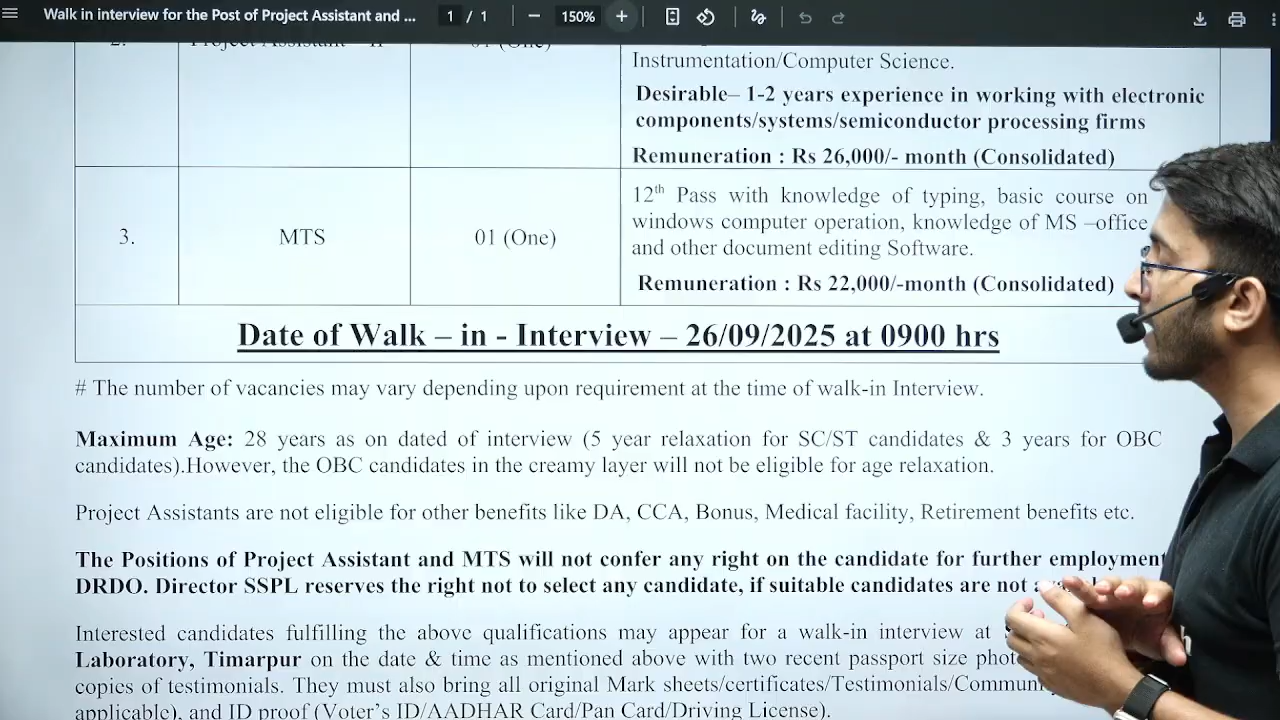 Walk in interview for the Post of Project Assistant and ...
1 / 1
150%
2.
Project Assistant – II
01 (One)
Instrumentation/Computer Science.
Desirable– 1-2 years experience in working with electronic
components/systems/semiconductor processing firms
Remuneration : Rs 26,000/- month (Consolidated)
3.
MTS
01 (One)
12th Pass with knowledge of typing, basic course on
windows computer operation, knowledge of MS –office
and other document editing Software.
Remuneration : Rs 22,000/-month (Consolidated)
Date of Walk – in - Interview – 26/09/2025 at 0900 hrs
# The number of vacancies may vary depending upon requirement at the time of walk-in Interview.
Maximum Age: 28 years as on dated of interview (5 year relaxation for SC/ST candidates & 3 years for OBC
candidates).However, the OBC candidates in the creamy layer will not be eligible for age relaxation.
Project Assistants are not eligible for other benefits like DA, CCA, Bonus, Medical facility, Retirement benefits etc.
The Positions of Project Assistant and MTS will not confer any right on the candidate for further employment
DRDO. Director SSPL reserves the right not to select any candidate, if suitable candidates are not
Interested candidates fulfilling the above qualifications may appear for a walk-in interview at
Laboratory, Timarpur on the date & time as mentioned above with two recent passport size
copies of testimonials. They must also bring all original Mark sheets/certificates/Testimonials/
applicable), and ID proof (Voter's ID/AADHAR Card/Pan Card/Driving License).